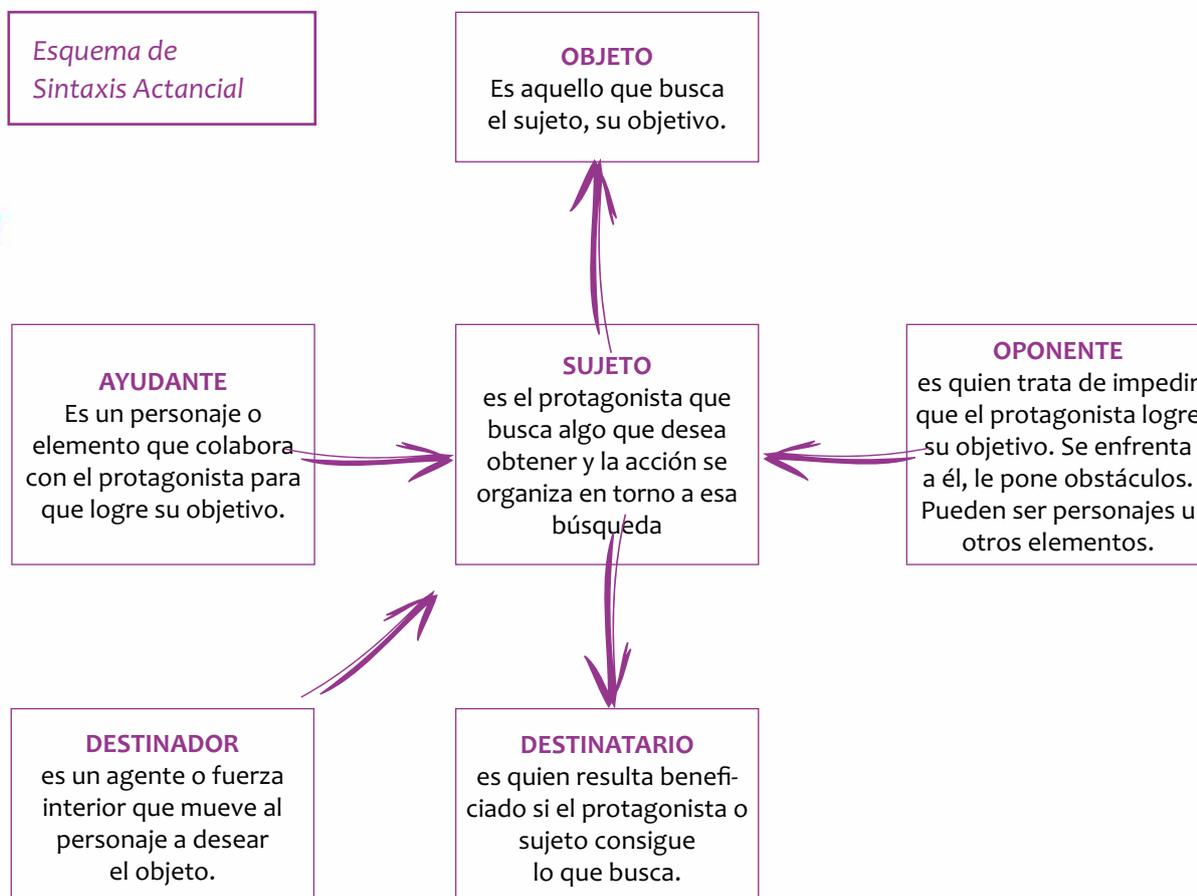 Esquema de
Sintaxis Actancial
OBJETO
Es aquello que busca
el sujeto, su objetivo.
AYUDANTE
Es un personaje o
elemento que colabora
con el protagonista para
que logre su objetivo.
SUJETO
es el protagonista que
busca algo que desea
obtener y la acción se
organiza en torno a esa
búsqueda
OPONENTE
es quien trata de impedir
que el protagonista logre
su objetivo. Se enfrenta
a él, le pone obstáculos.
Pueden ser personajes u
otros elementos.
DESTINADOR
es un agente o fuerza
interior que mueve al
personaje a desear
el objeto.
DESTINATARIO
es quien resulta benefi-
ciado si el protagonista o
sujeto consigue
lo que busca.